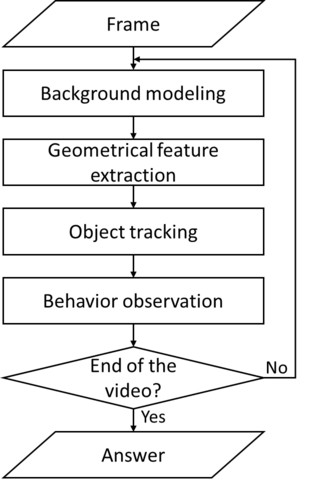 Frame
Background modeling
Geometrical feature
extraction
Object tracking
Behavior observation
End of the
video?
No
Yes
Answer